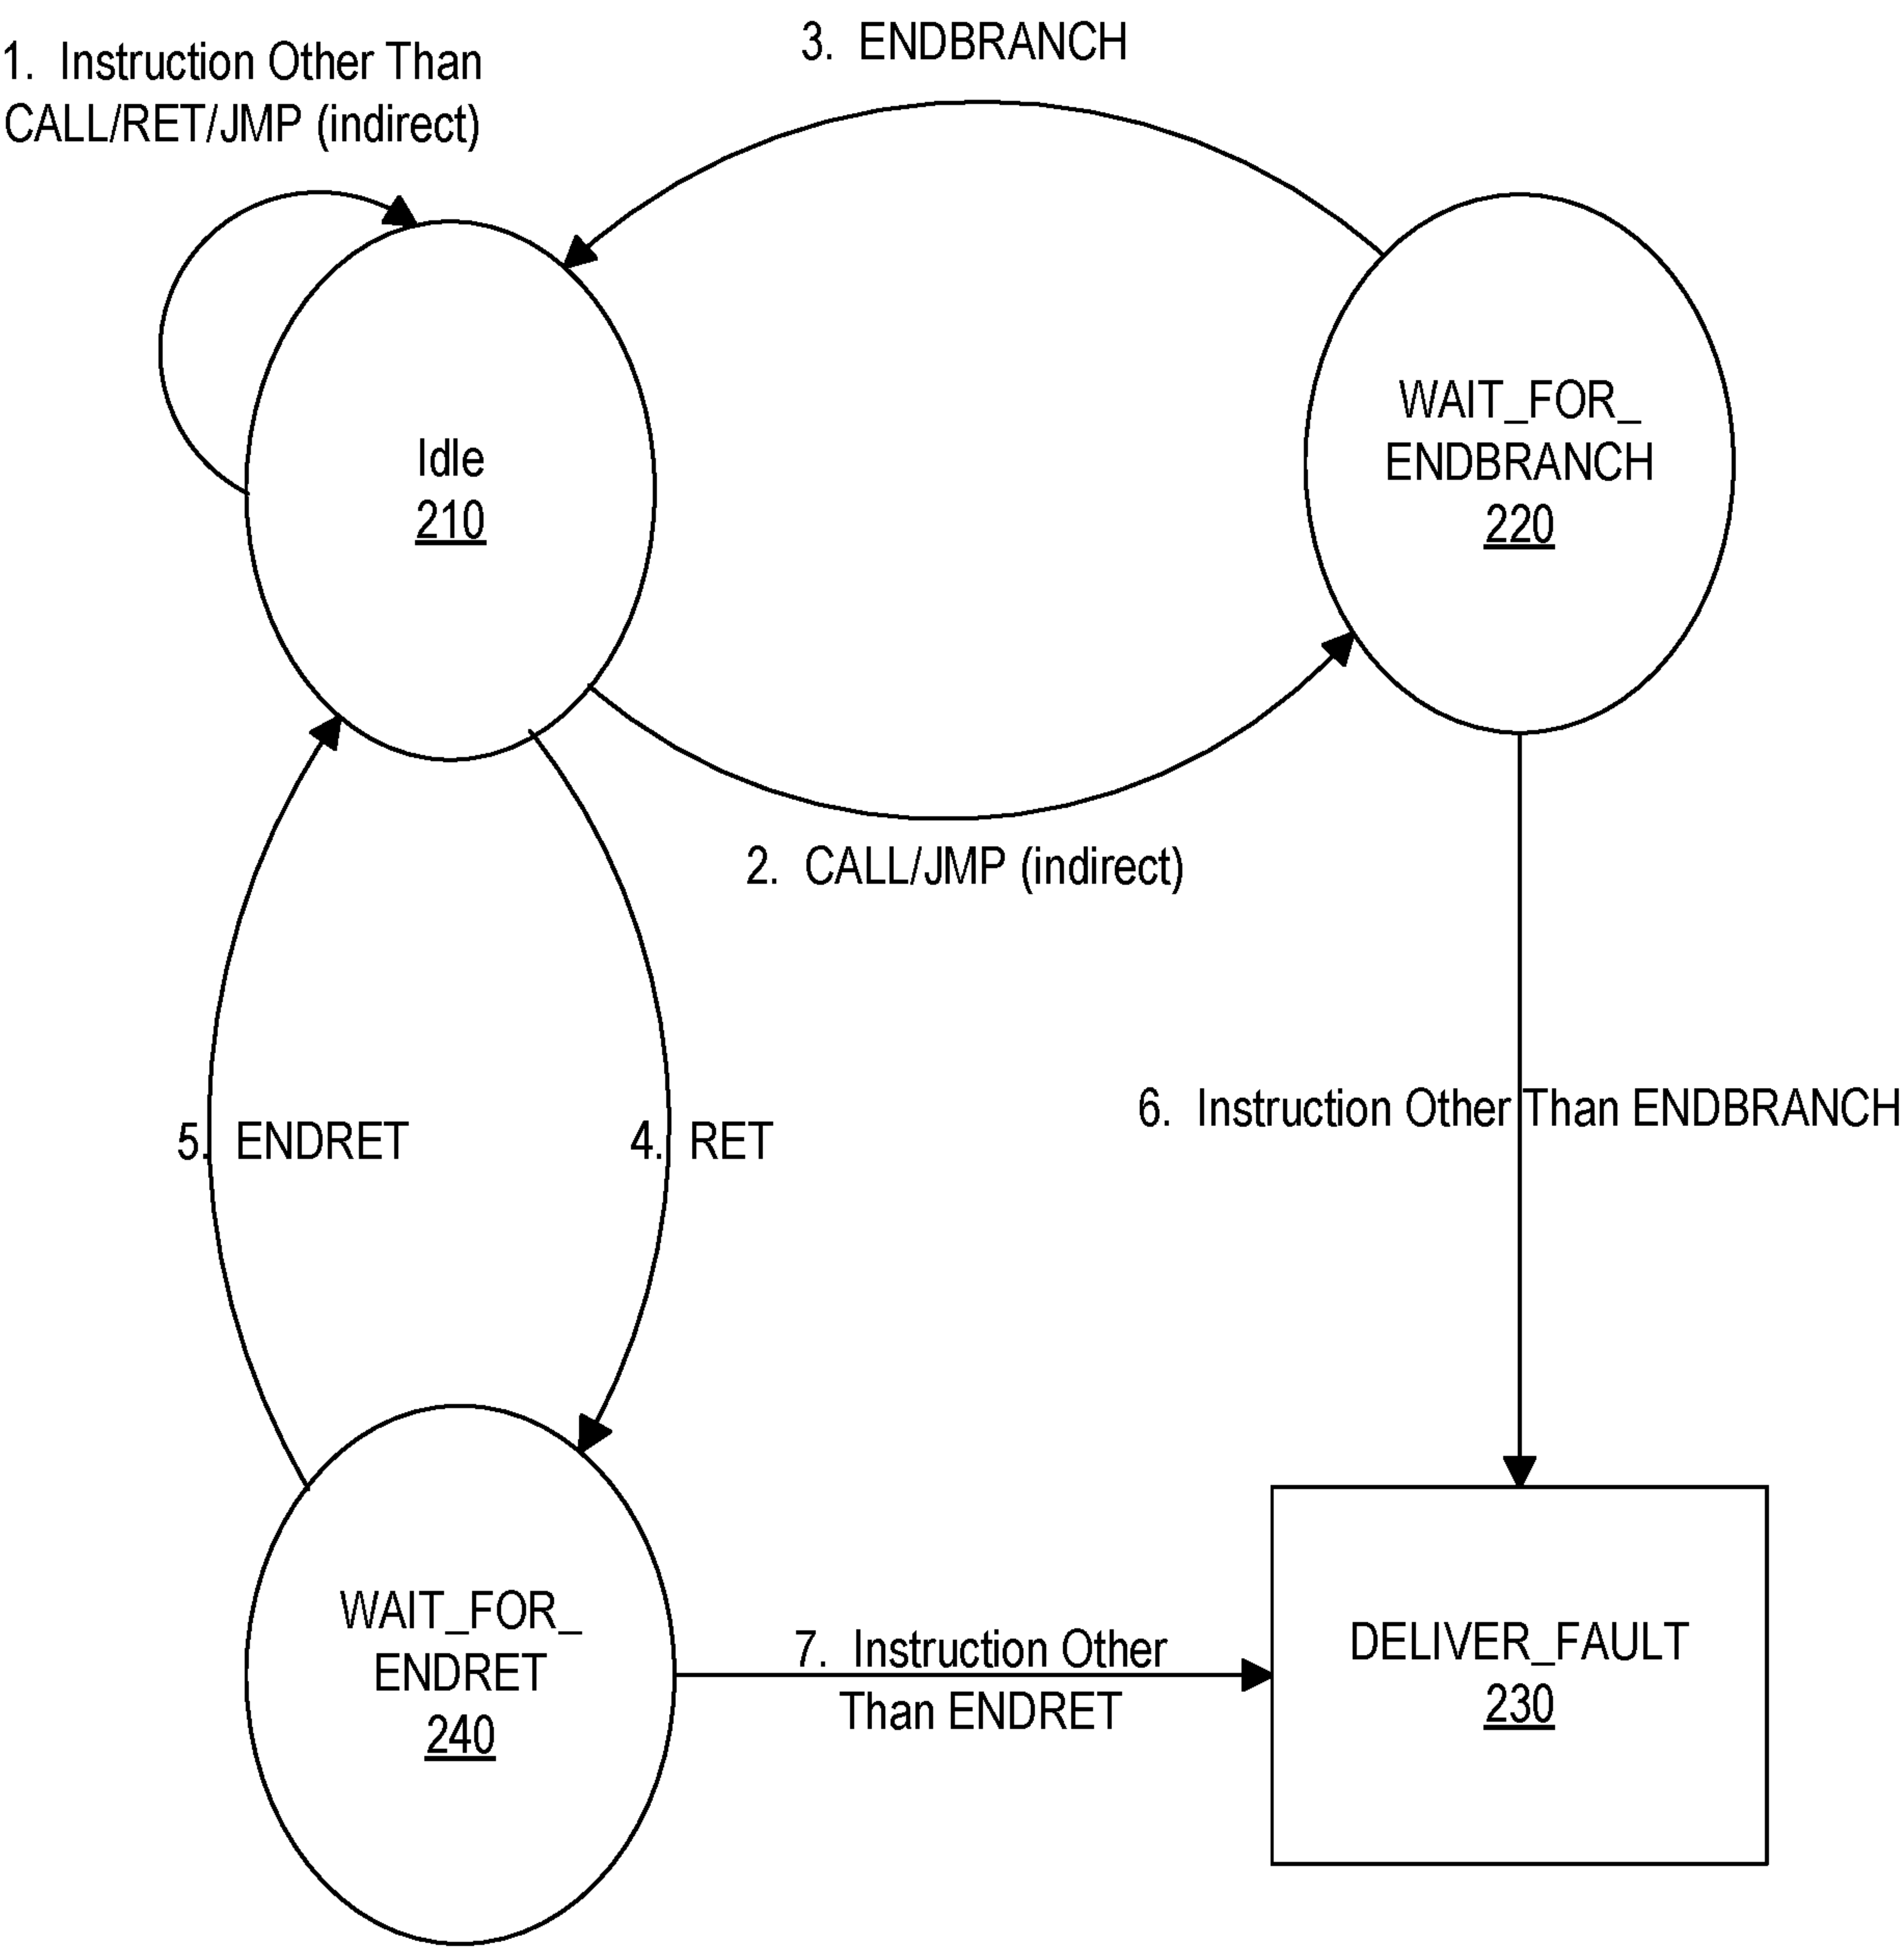 3.  ENDBRANCH
1.  Instruction Other Than
CALL/RET/JMP (indirect)
Idle
210
WAIT_FOR_
ENDBRANCH
220
2.  CALL/JMP (indirect)
6.  Instruction Other Than ENDBRANCH
5.  ENDRET
4.  RET
WAIT_FOR_
ENDRET
240
7.  Instruction Other
Than ENDRET
DELIVER_FAULT
230